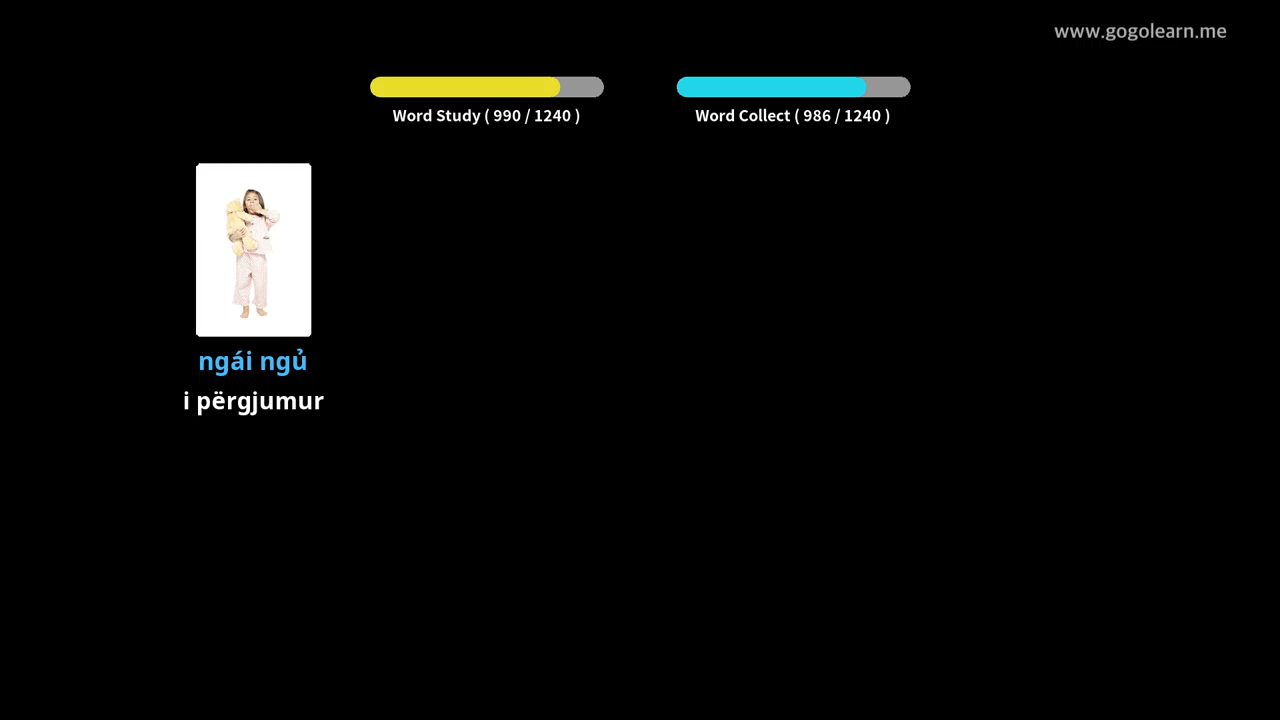 www.gogolearn.me
Word Study ( 990 / 1240 )
Word Collect ( 986 / 1240 )
ngái ngủ
i përgjumur